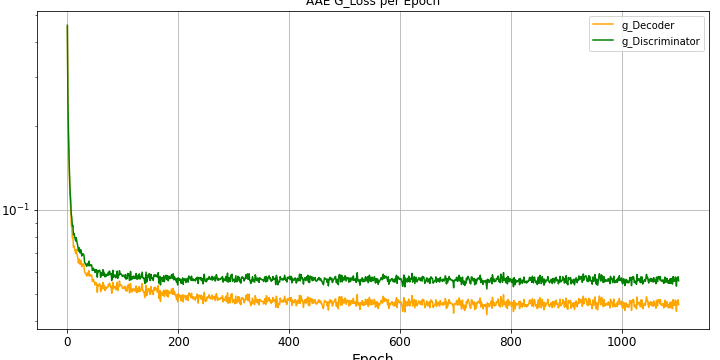 AAE G_Loss per Epoch
g_Decoder
g_Discriminator
10⁻¹
0 200 400 600 800 1000
Epoch